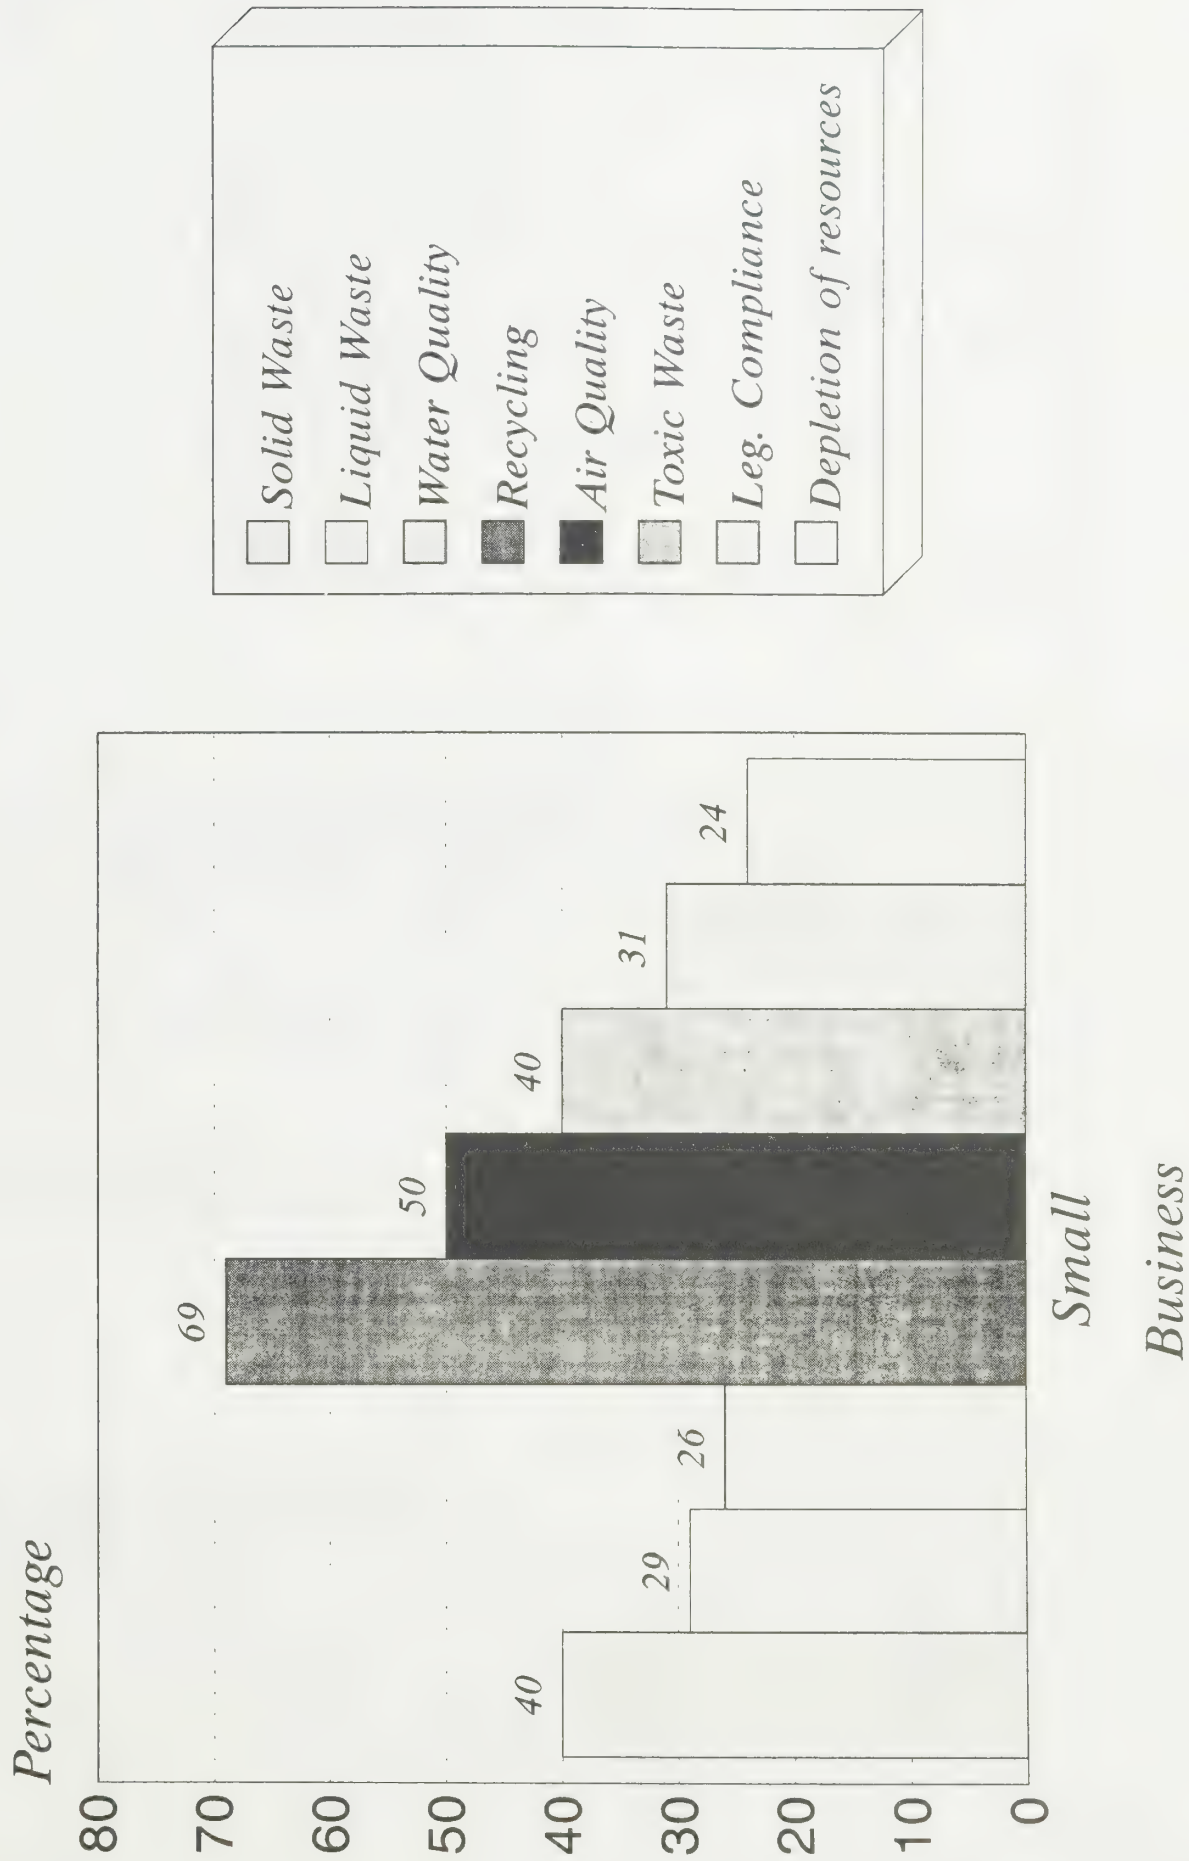 Percentage
80
70
60
50
40
30
20
10
0
40
29
26
69
50
40
31
24
Small
Business
Solid Waste
Liquid Waste
Water Quality
Recycling
Air Quality
Toxic Waste
Leg. Compliance
Depletion of resources